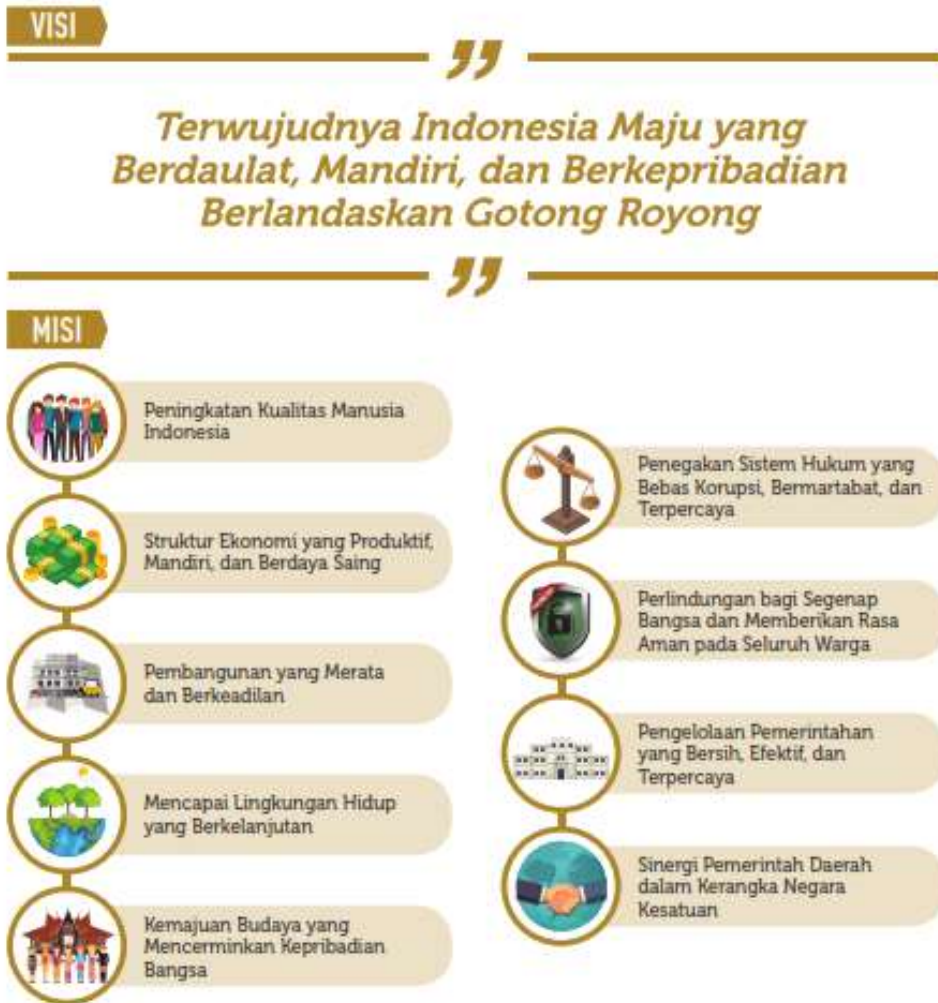 VISI
"
Terwujudnya Indonesia Maju yang
Berdaulat, Mandiri, dan Berkepribadian
Berlandaskan Gotong Royong
"
MISI
Peningkatan Kualitas Manusia
Indonesia
Struktur Ekonomi yang Produktif,
Mandiri, dan Berdaya Saing
Pembangunan yang Merata
dan Berkeadilan
Mencapai Lingkungan Hidup
yang Berkelanjutan
Kemajuan Budaya yang
Mencerminkan Kepribadian
Bangsa
Penegakan Sistem Hukum yang
Bebas Korupsi, Bermartabat, dan
Terpercaya
Perlindungan bagi Segenap
Bangsa dan Memberikan Rasa
Aman pada Seluruh Warga
Pengelolaan Pemerintahan
yang Bersih, Efektif, dan
Terpercaya
Sinergi Pemerintah Daerah
dalam Kerangka Negara
Kesatuan